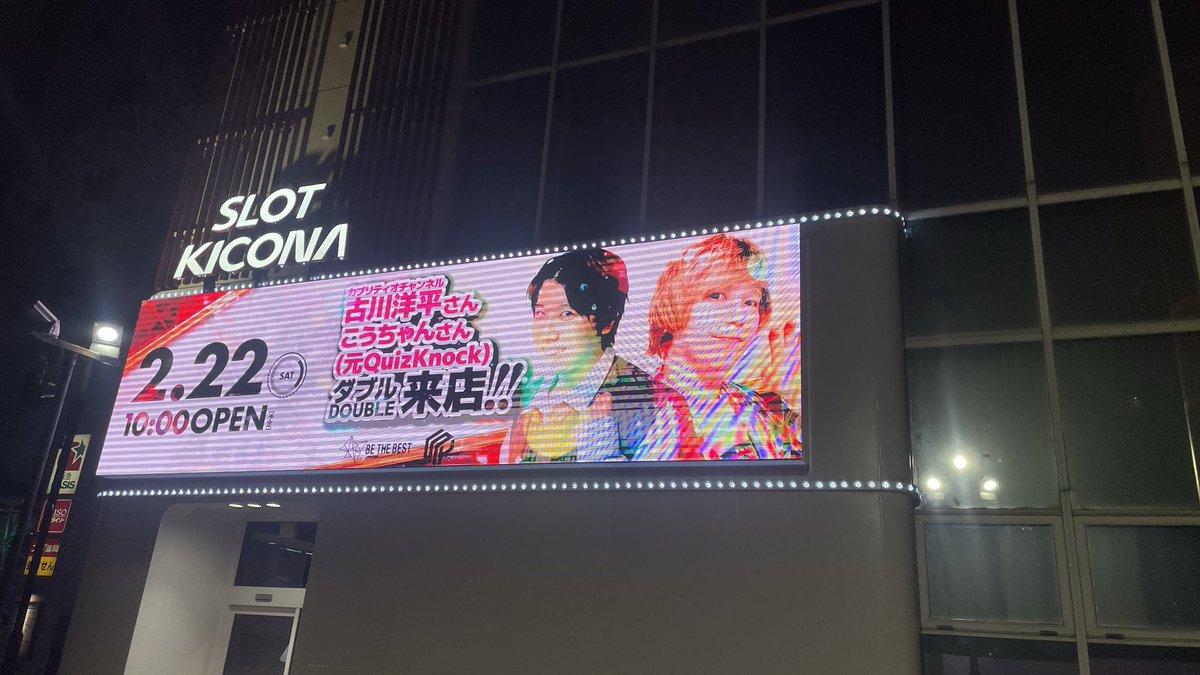 SLOT
KICONA
2.22
SAT
10:00OPEN
カプリティオチャンネル
古川洋平さん
こうちゃんさん
(元QuizKnock)
ダブル
DOUBLE
来店!!!
BE THE BEST